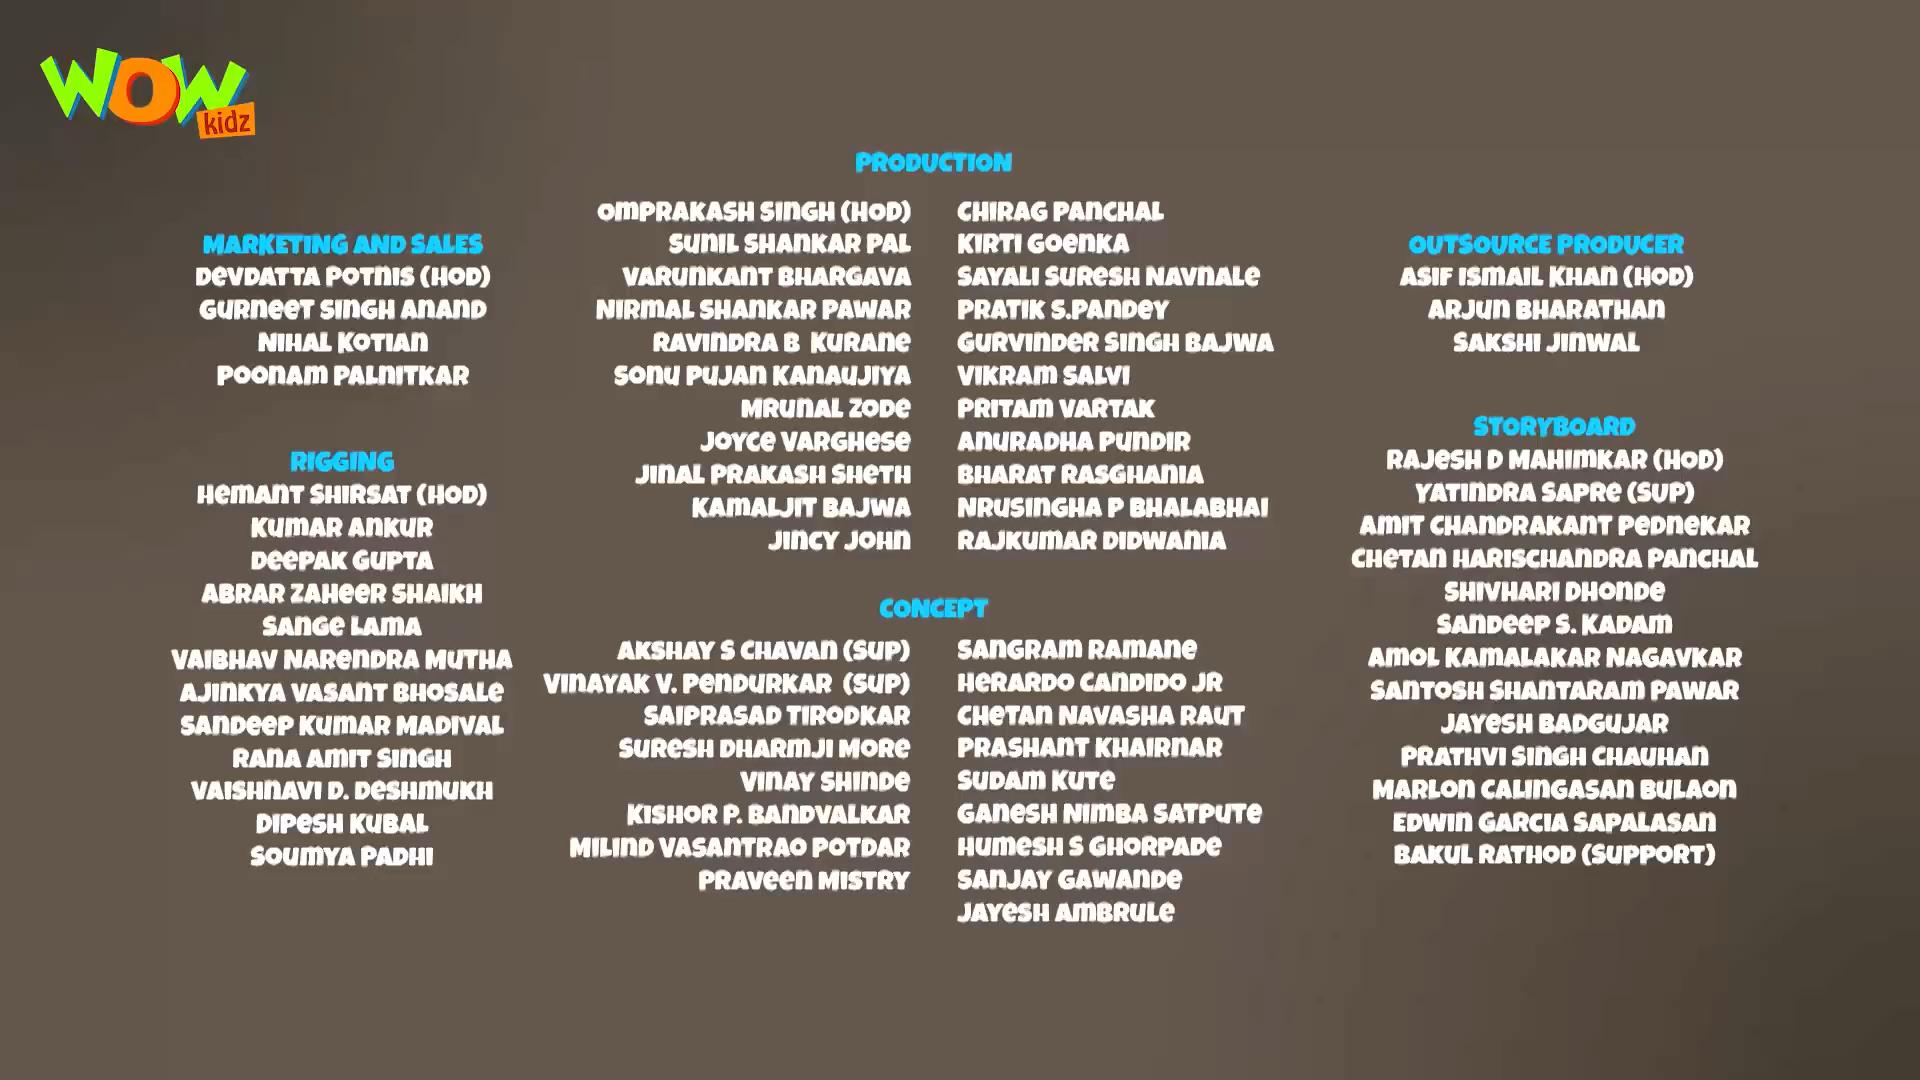 WOW
kidz
MARKETING AND SALES
DEVDATTA POTNIS (HOD)
GURNEET SINGH ANAND
NIHAL KOTIAN
POONAM PALNITKAR
RIGGING
HEMANT SHIRSAT (HOD)
KUMAR ANKUR
DEEPAK GUPTA
ABRAR ZAHEER SHAIKH
SANGE LAMA
VAIBHAV NARENDRA MUTHA
AJINKYA VASANT BHOSALE
SANDEEP KUMAR MADIVAL
RANA AMIT SINGH
VAISHNAVI D. DESHMUKH
DIPESH KUBAL
SOUMYA PADHI
PRODUCTION
OMPRAKASH SINGH (HOD) CHIRAG PANCHAL
SUNIL SHANKAR PAL KIRTI GOENKA
VARUNKANT BHARGAVA SAYALI SURESH NAVNALE
NIRMAL SHANKAR PAWAR PRATIK S.PANDEY
RAVINDRA B KURANE GURVINDER SINGH BAJWA
SONU PUJAN KANAUJIYA VIKRAM SALVI
MRUNAL ZODE PRITAM VARTAK
JOYCE VARGHESE ANURADHA PUNDIR
JINAL PRAKASH SHETH BHARAT RASGHANIA
KAMALJIT BAJWA NRUSINGHA P BHALABHAI
JINCY JOHN RAJKUMAR DIDWANIA
CONCEPT
AKSHAY S CHAVAN (SUP) SANGRAM RAMANE
VINAYAK V. PENDURKAR (SUP) HERARDO CANDIDO JR
SAIPRASAD TIRODKAR CHETAN NAVASHA RAUT
SURESH DHARMJI MORE PRASHANT KHAIRNAR
VINAY SHINDE SUDAM KUTE
KISHOR P. BANDVALKAR GANESH NIMBA SATPUTE
MILIND VASANTRAO POTDAR HUMESH S GHORPADE
PRAVEEN MISTRY SANJAY GAWANDE
JAYESH AMBRULE
OUTSOURCE PRODUCER
ASIF ISMAIL KHAN (HOD)
ARJUN BHARATHAN
SAKSHI JINWAL
STORYBOARD
RAJESH D MAHIMKAR (HOD)
YATINDRA SAPRE (SUP)
AMIT CHANDRAKANT PEDNEKAR
CHETAN HARISCHANDRA PANCHAL
SHIVHARI DHONDE
SANDEEP S. KADAM
AMOL KAMALAKAR NAGAVKAR
SANTOSH SHANTARAM PAWAR
JAYESH BADGUJAR
PRATHVI SINGH CHAUHAN
MARLON CALINGASAN BULAON
EDWIN GARCIA SAPALASAN
BAKUL RATHOD (SUPPORT)